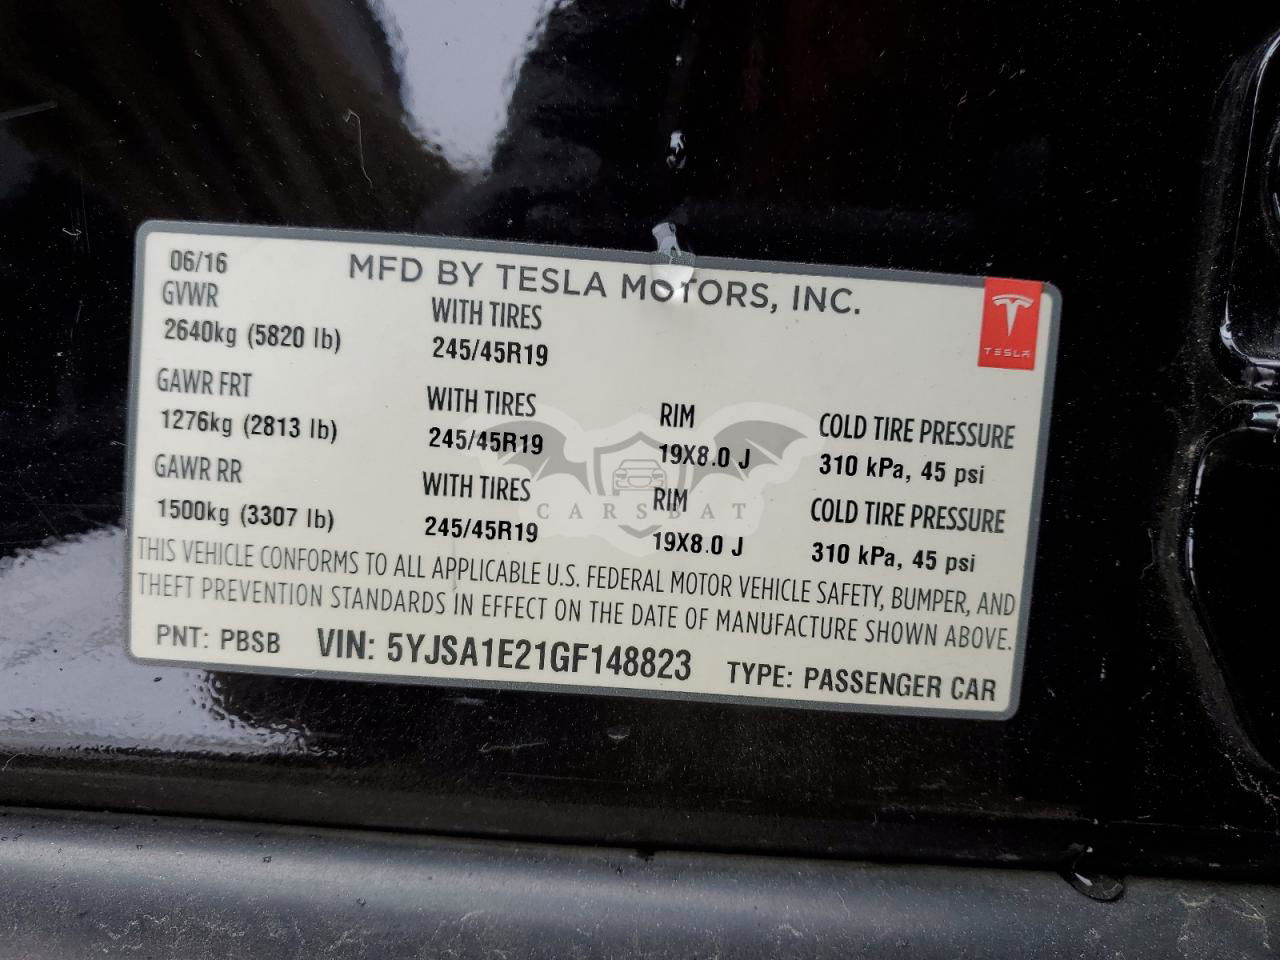 06/16 MFD BY TESLA MOTORS, INC.
TESLA
GVWR WITH TIRES
2640kg (5820 lb) 245/45R19
GAWR FRT WITH TIRES RIM COLD TIRE PRESSURE
1276kg (2813 lb) 245/45R19 19X8.0 J 310 kPa, 45 psi
GAWR RR WITH TIRES RIM COLD TIRE PRESSURE
1500kg (3307 lb) 245/45R19 19X8.0 J 310 kPa, 45 psi
CARSBAT
THIS VEHICLE CONFORMS TO ALL APPLICABLE U.S. FEDERAL MOTOR VEHICLE SAFETY, BUMPER, AND
THEFT PREVENTION STANDARDS IN EFFECT ON THE DATE OF MANUFACTURE SHOWN ABOVE.
PNT: PBSB VIN: 5YJSA1E21GF148823 TYPE: PASSENGER CAR